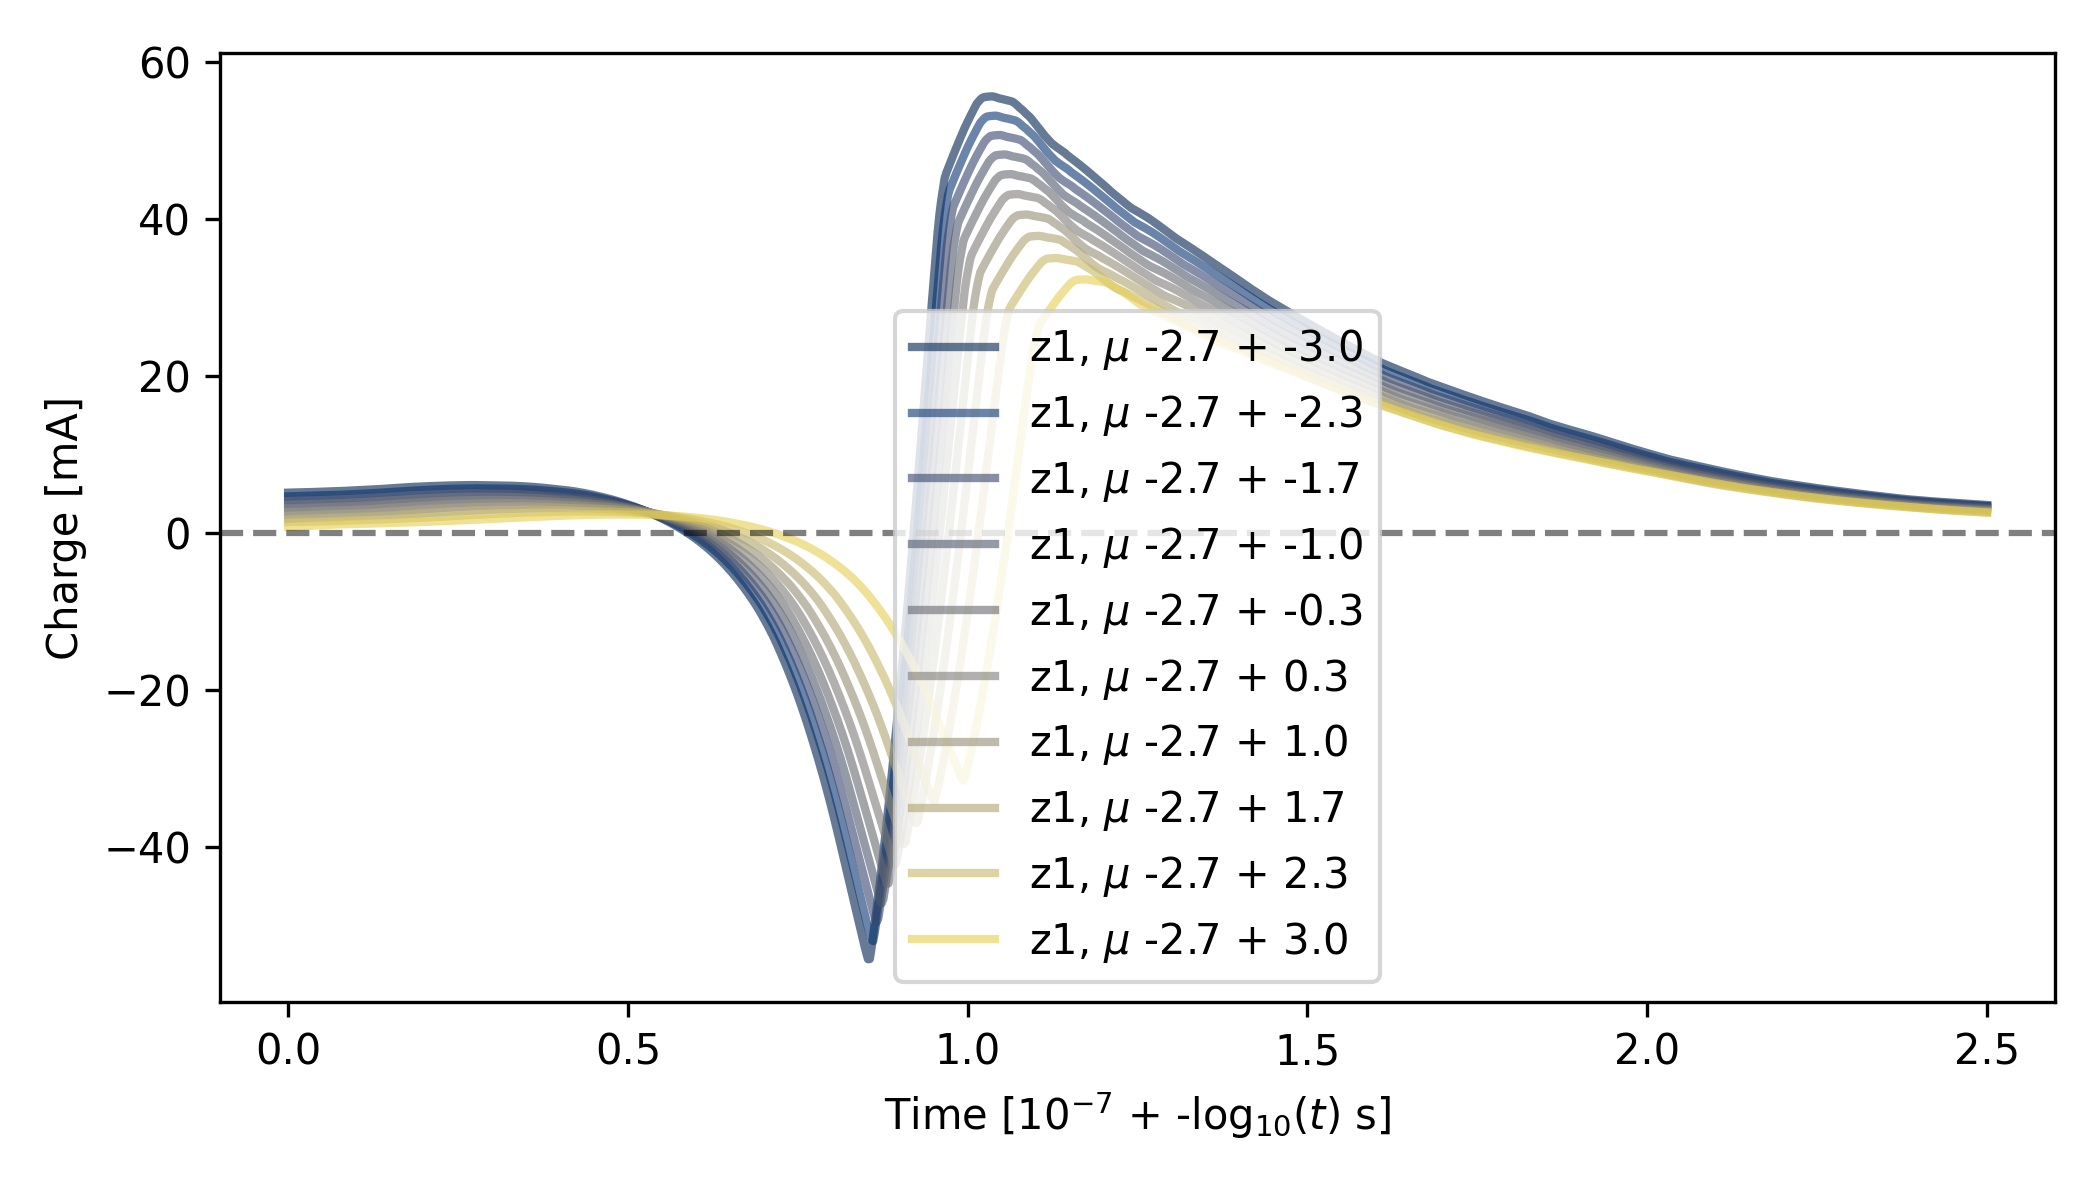 60
40
20
0
−20
−40
Charge [mA]
z1, μ -2.7 + -3.0
z1, μ -2.7 + -2.3
z1, μ -2.7 + -1.7
z1, μ -2.7 + -1.0
z1, μ -2.7 + -0.3
z1, μ -2.7 + 0.3
z1, μ -2.7 + 1.0
z1, μ -2.7 + 1.7
z1, μ -2.7 + 2.3
z1, μ -2.7 + 3.0
0.0 0.5 1.0 1.5 2.0 2.5
Time [10⁻⁷ + -log₁₀(t) s]